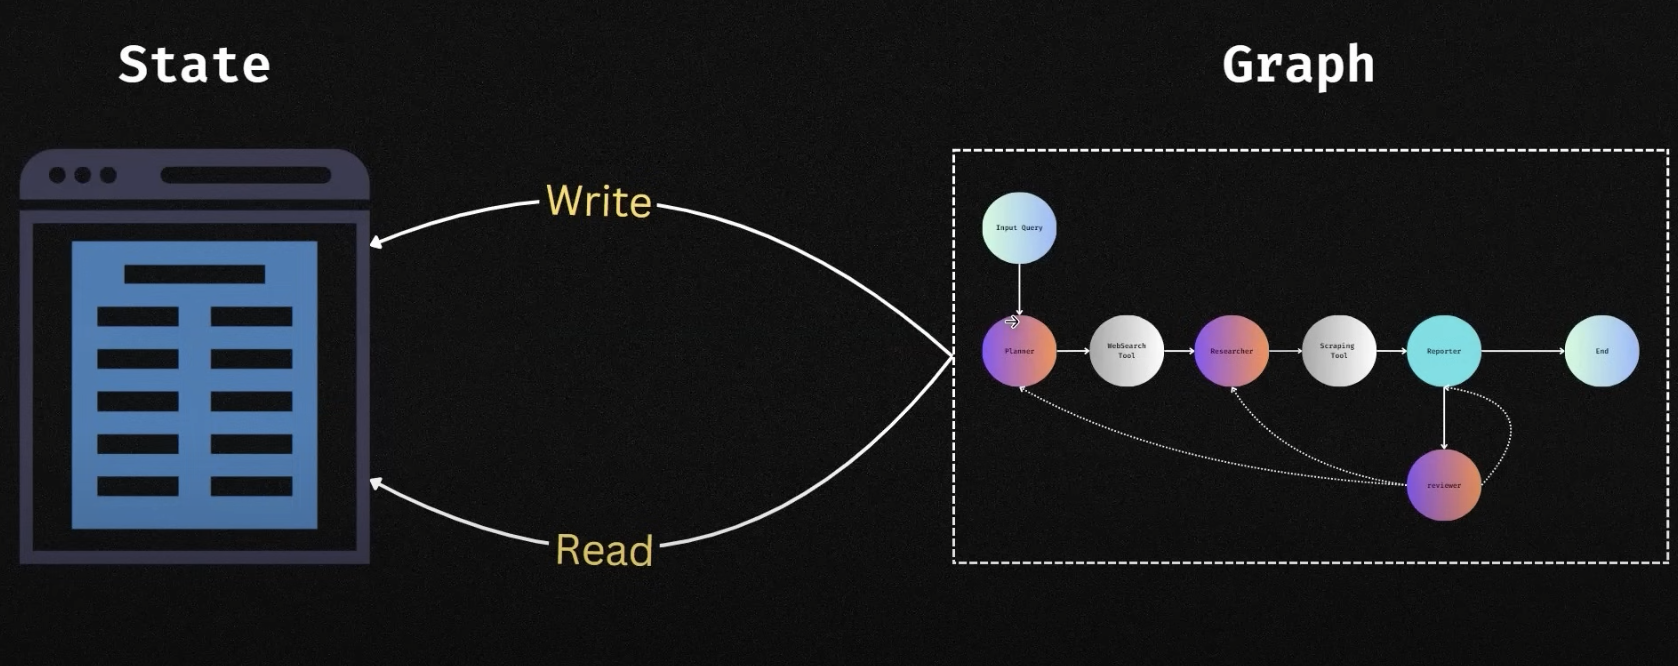 State
Graph
Write
Read
Input Query
Planner
WebSearch
Tool
Researcher
Scraping
Tool
Reporter
End
reviewer